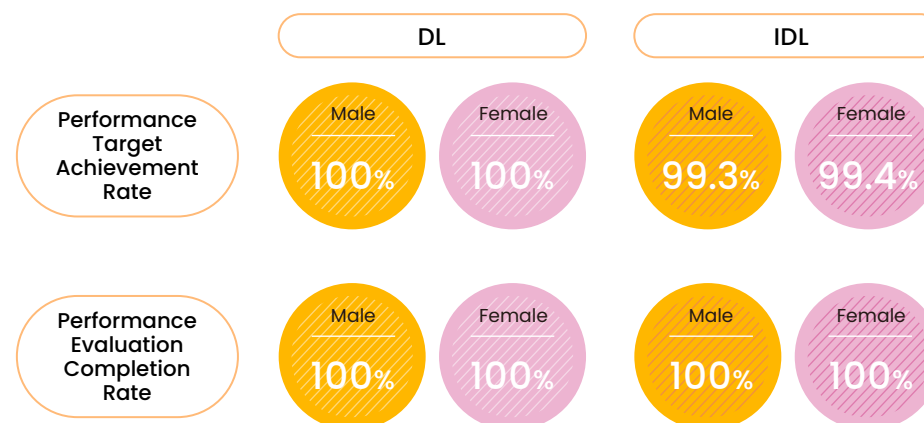 DL
IDL
Performance
Target
Achievement
Rate
Male
100%
Female
100%
Male
99.3%
Female
99.4%
Performance
Evaluation
Completion
Rate
Male
100%
Female
100%
Male
100%
Female
100%